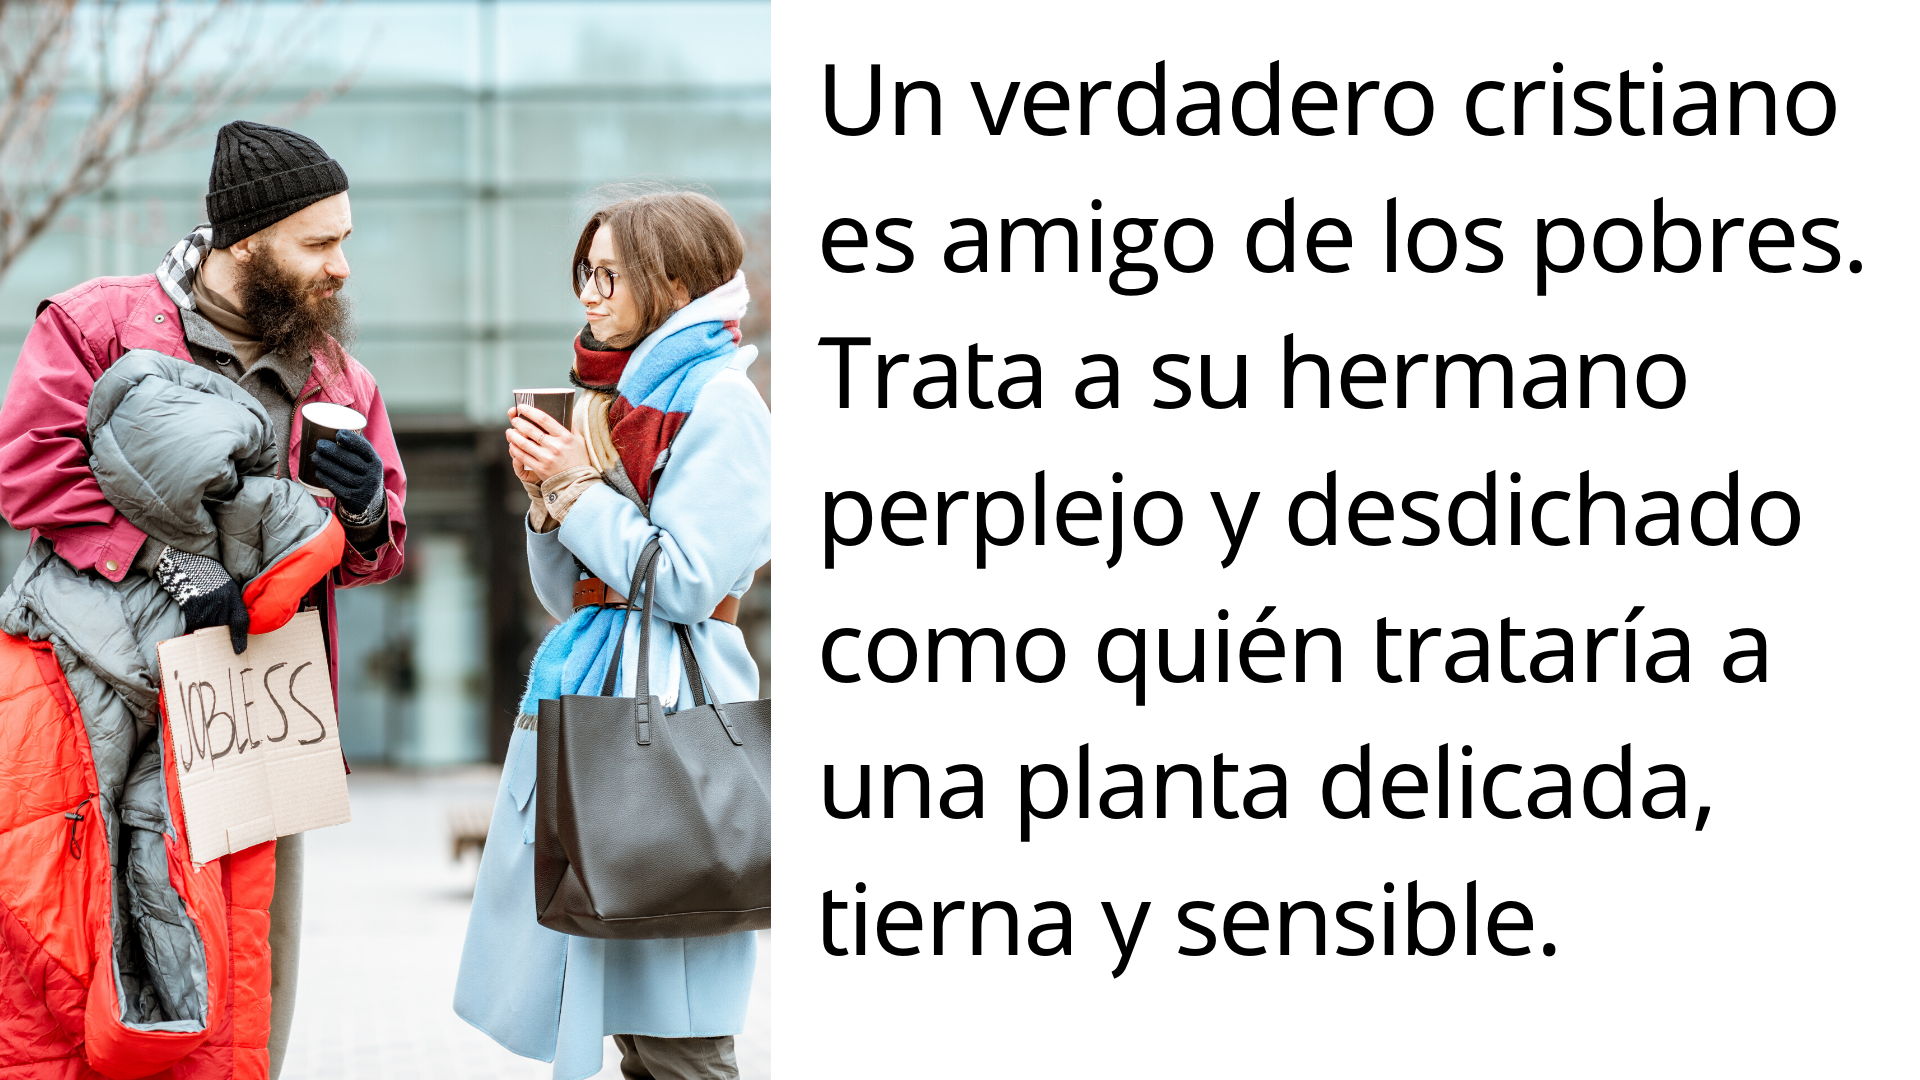 Un verdadero cristiano
es amigo de los pobres.
Trata a su hermano
perplejo y desdichado
como quién trataría a
una planta delicada,
tierna y sensible.
jOBLESS